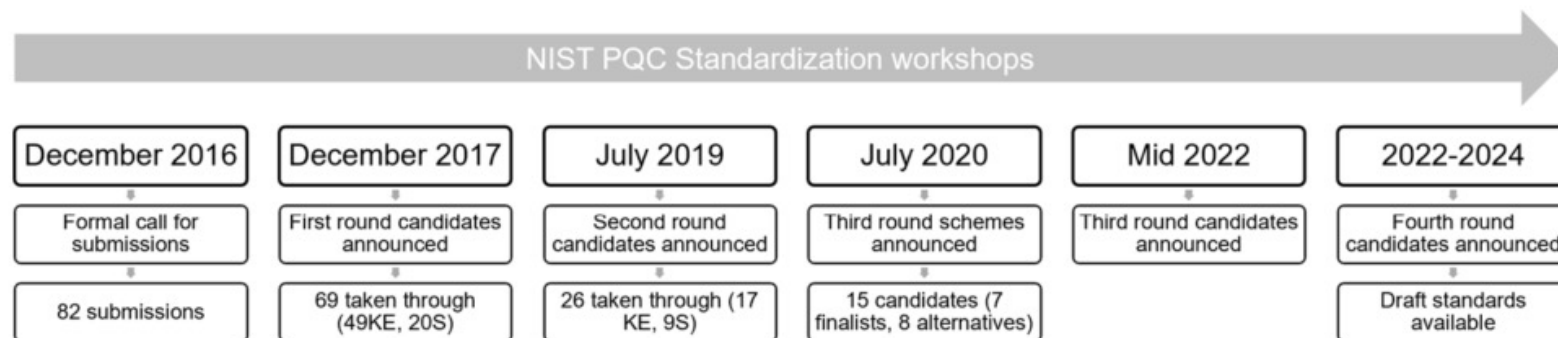 NIST PQC Standardization workshops
December 2016
Formal call for
submissions
82 submissions
December 2017
First round candidates
announced
69 taken through
(49KE, 20S)
July 2019
Second round
candidates announced
26 taken through (17
KE, 9S)
July 2020
Third round schemes
announced
15 candidates (7
finalists, 8 alternatives)
Mid 2022
Third round candidates
announced
2022-2024
Fourth round
candidates announced
Draft standards
available